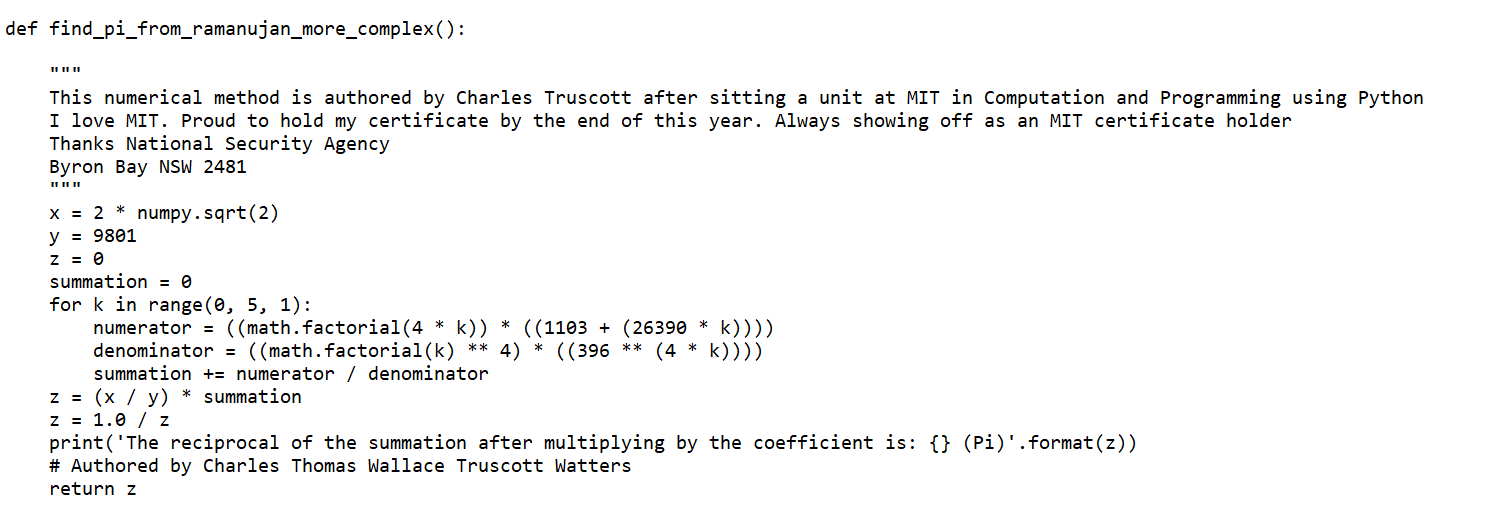 def find_pi_from_ramanujan_more_complex():
    """
    This numerical method is authored by Charles Truscott after sitting a unit at MIT in Computation and Programming using Python
    I love MIT. Proud to hold my certificate by the end of this year. Always showing off as an MIT certificate holder
    Thanks National Security Agency
    Byron Bay NSW 2481
    """
    x = 2 * numpy.sqrt(2)
    y = 9801
    z = 0
    summation = 0
    for k in range(0, 5, 1):
        numerator = ((math.factorial(4 * k)) * ((1103 + (26390 * k))))
        denominator = ((math.factorial(k) ** 4) * ((396 ** (4 * k))))
        summation += numerator / denominator
    z = (x / y) * summation
    z = 1.0 / z
    print('The reciprocal of the summation after multiplying by the coefficient is: {} (Pi)'.format(z))
    # Authored by Charles Thomas Wallace Truscott Watters
    return z